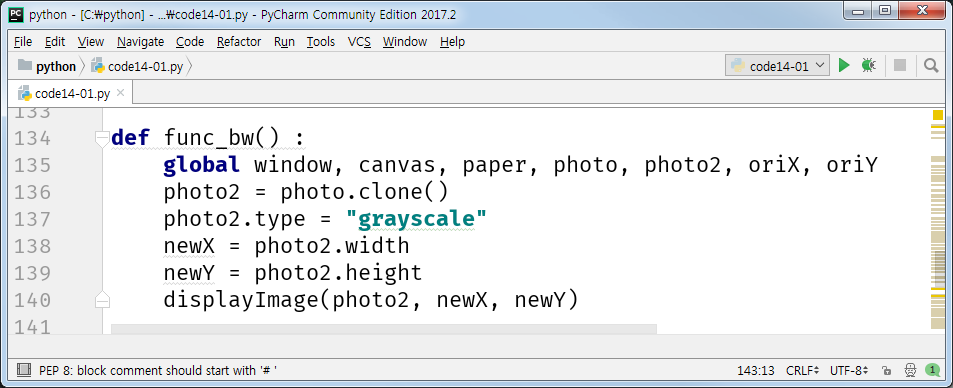 python - [C:\python] - ...\code14-01.py - PyCharm Community Edition 2017.2
File Edit View Navigate Code Refactor Run Tools VCS Window Help
python code14-01.py code14-01
code14-01.py
133
134 def func_bw() :
135 global window, canvas, paper, photo, photo2, oriX, oriY
136 photo2 = photo.clone()
137 photo2.type = "grayscale"
138 newX = photo2.width
139 newY = photo2.height
140 displayImage(photo2, newX, newY)
141
PEP 8: block comment should start with '# ' 143:13 CRLF UTF-8 1